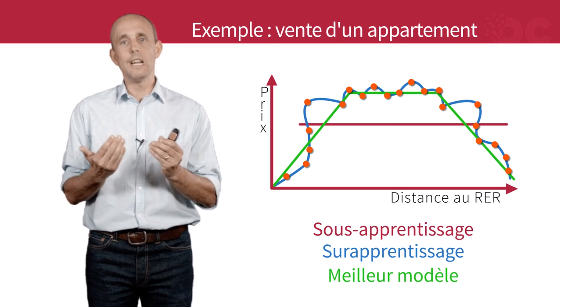 Exemple : vente d'un appartement
Prix
Distance au RER
Sous-apprentissage
Surapprentissage
Meilleur modèle